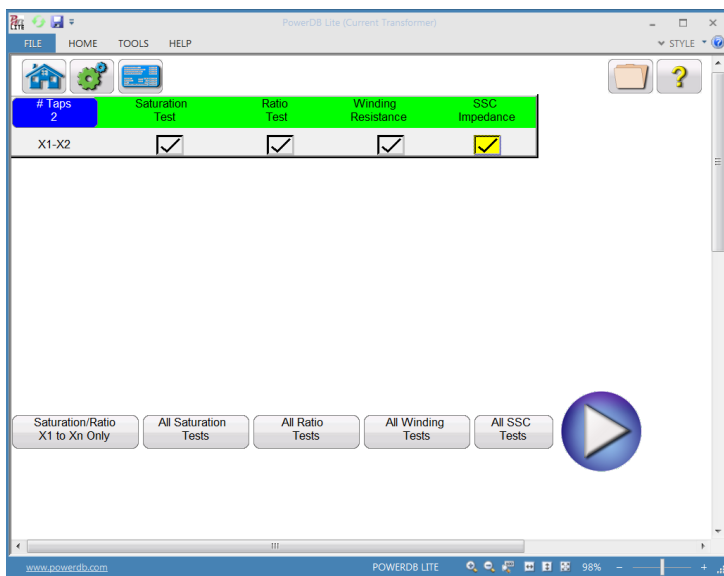 PowerDB Lite (Current Transformer)
FILE HOME TOOLS HELP STYLE
# Taps Saturation Ratio Winding SSC
2 Test Test Resistance Impedance
X1-X2
Saturation/Ratio All Saturation All Ratio All Winding All SSC
X1 to Xn Only Tests Tests Tests Tests
www.powerdb.com POWERDB LITE 98%